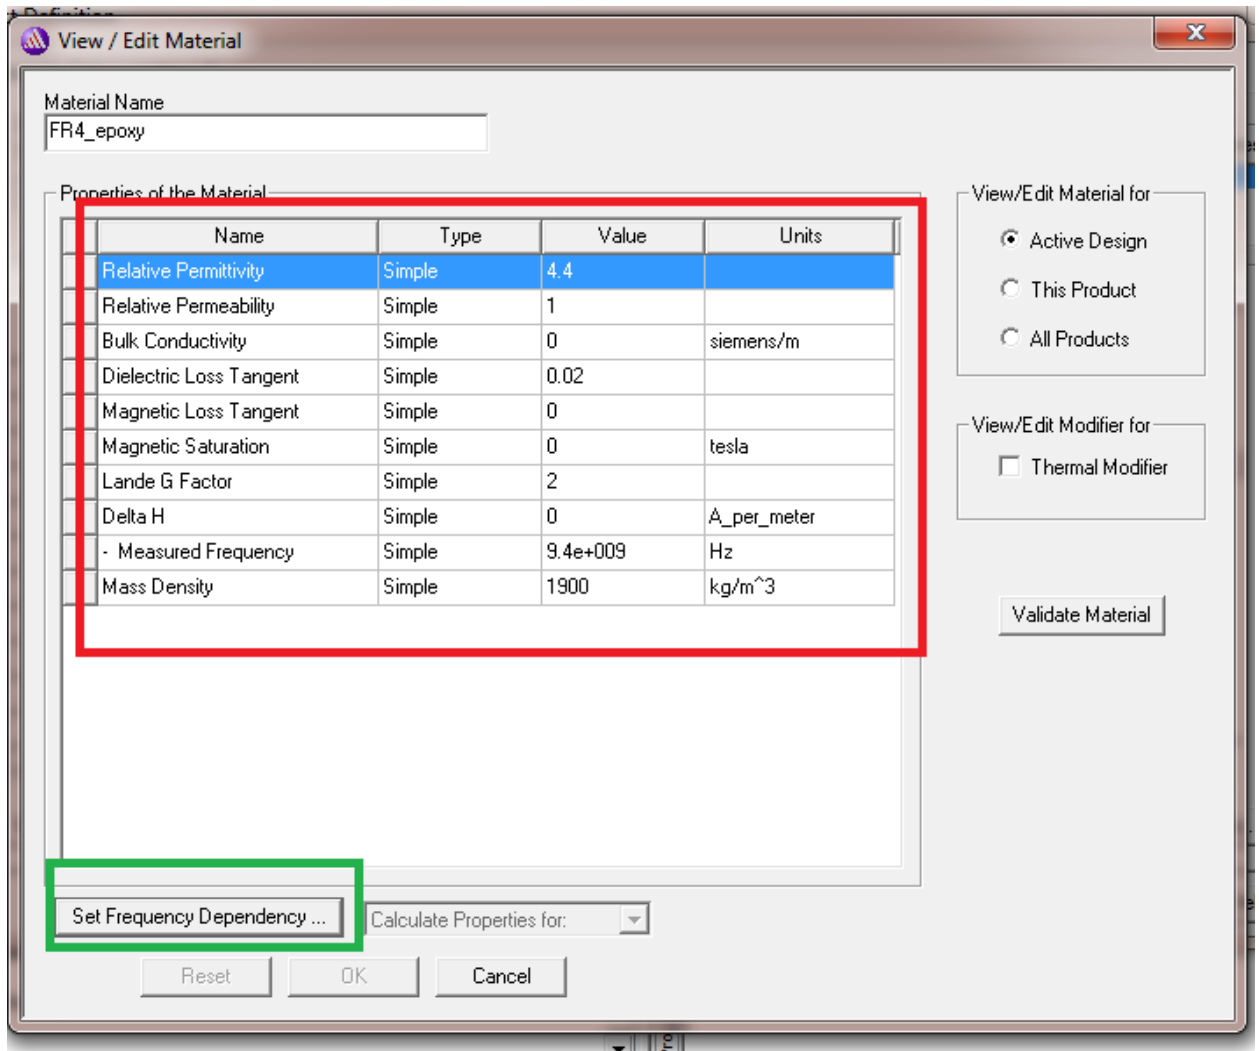 View / Edit Material
Material Name
FR4_epoxy
Properties of the Material
Name Type Value Units
Relative Permittivity Simple 4.4
Relative Permeability Simple 1
Bulk Conductivity Simple 0 siemens/m
Dielectric Loss Tangent Simple 0.02
Magnetic Loss Tangent Simple 0
Magnetic Saturation Simple 0 tesla
Lande G Factor Simple 2
Delta H Simple 0 A_per_meter
- Measured Frequency Simple 9.4e+009 Hz
Mass Density Simple 1900 kg/m^3
View/Edit Material for
Active Design
This Product
All Products
View/Edit Modifier for
Thermal Modifier
Validate Material
Set Frequency Dependency ...
Calculate Properties for:
Reset OK Cancel